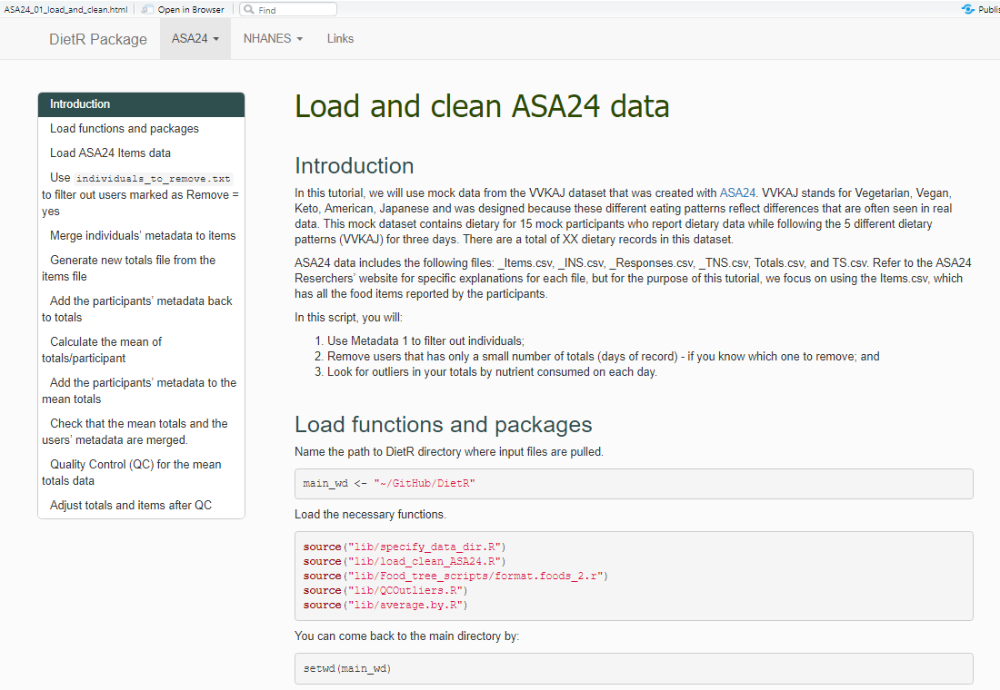 ASA24_01_load_and_clean.html
Open in Browser
Find
DietR Package
ASA24
NHANES
Links
Introduction
Load functions and packages
Load ASA24 Items data
Use individuals_to_remove.txt
to filter out users marked as Remove =
yes
Merge individuals' metadata to items
Generate new totals file from the
items file
Add the participants' metadata back
to totals
Calculate the mean of
totals/participant
Add the participants' metadata to the
mean totals
Check that the mean totals and the
users' metadata are merged.
Quality Control (QC) for the mean
totals data
Adjust totals and items after QC
Load and clean ASA24 data
Introduction
In this tutorial, we will use mock data from the VVKAJ dataset that was created with ASA24. VVKAJ stands for Vegetarian, Vegan,
Keto, American, Japanese and was designed because these different eating patterns reflect differences that are often seen in real
data. This mock dataset contains dietary for 15 mock participants who report dietary data while following the 5 different dietary
patterns (VVKAJ) for three days. There are a total of XX dietary records in this dataset.
ASA24 data includes the following files: _Items.csv, _INS.csv, _Responses.csv, _TNS.csv, Totals.csv, and TS.csv. Refer to the ASA24
Reserchers' website for specific explanations for each file, but for the purpose of this tutorial, we focus on using the Items.csv, which
has all the food items reported by the participants.
In this script, you will:
1. Use Metadata 1 to filter out individuals;
2. Remove users that has only a small number of totals (days of record) - if you know which one to remove; and
3. Look for outliers in your totals by nutrient consumed on each day.
Load functions and packages
Name the path to DietR directory where input files are pulled.
main_wd <- "~/GitHub/DietR"
Load the necessary functions.
source("lib/specify_data_dir.R")
source("lib/load_clean_ASA24.R")
source("lib/Food_tree_scripts/format.foods_2.r")
source("lib/QCOutliers.R")
source("lib/average.by.R")
You can come back to the main directory by:
setwd(main_wd)